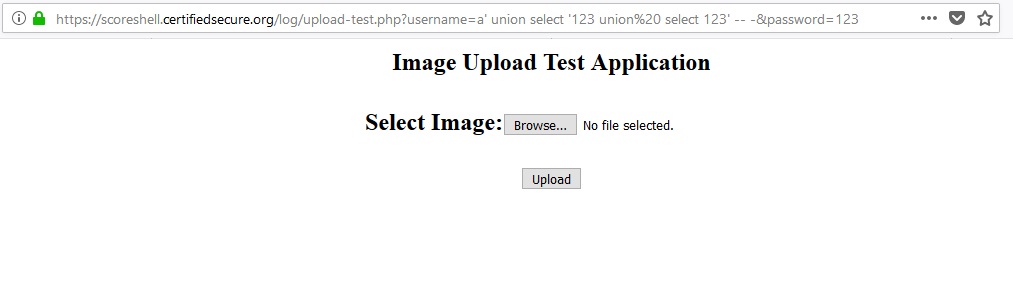 https://scoreshell.certifiedsecure.org/log/upload-test.php?username=a' union select '123 union%20 select 123' -- -&password=123
Image Upload Test Application
Select Image: Browse... No file selected.
Upload